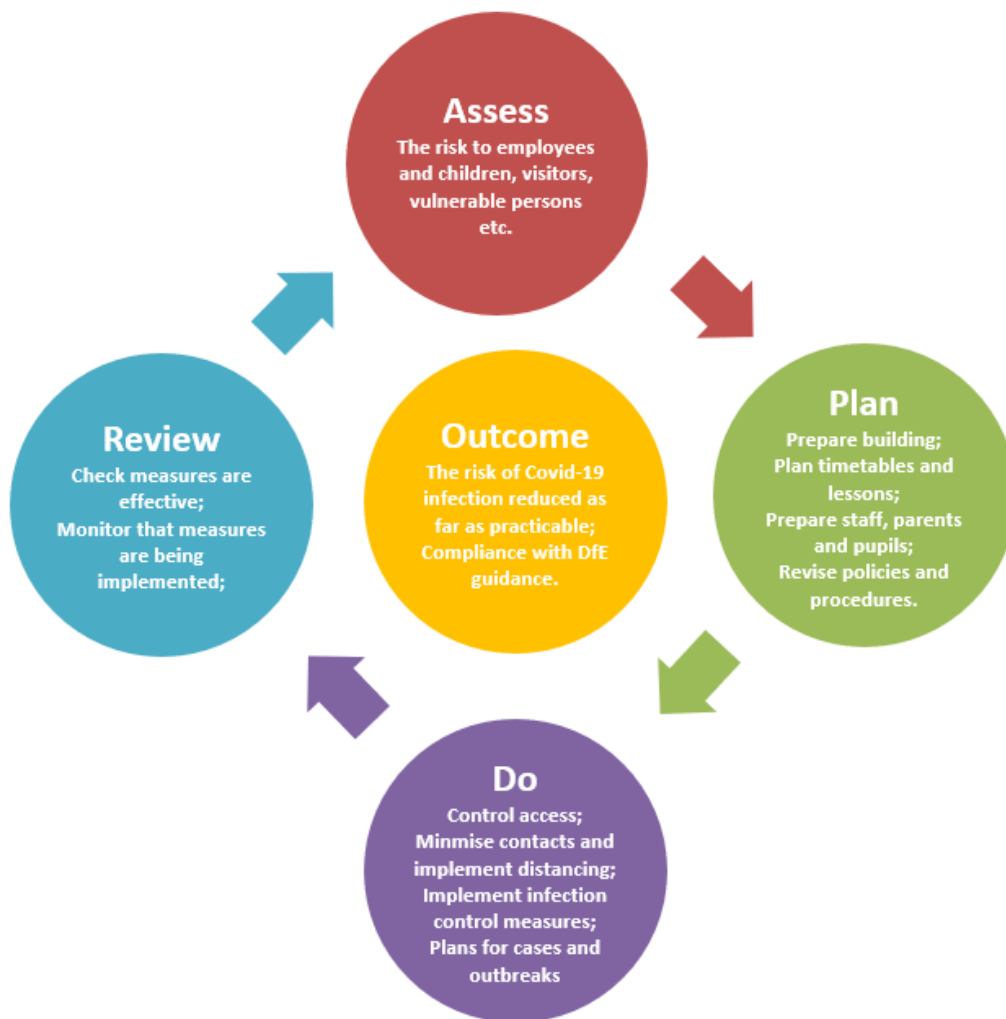 Assess
The risk to employees
and children, visitors,
vulnerable persons
etc.
Plan
Prepare building;
Plan timetables and
lessons;
Prepare staff, parents
and pupils;
Revise policies and
procedures.
Do
Control access;
Minmise contacts and
implement distancing;
Implement infection
control measures;
Plans for cases and
outbreaks
Review
Check measures are
effective;
Monitor that measures
are being
implemented;
Outcome
The risk of Covid-19
infection reduced as
far as practicable;
Compliance with DfE
guidance.